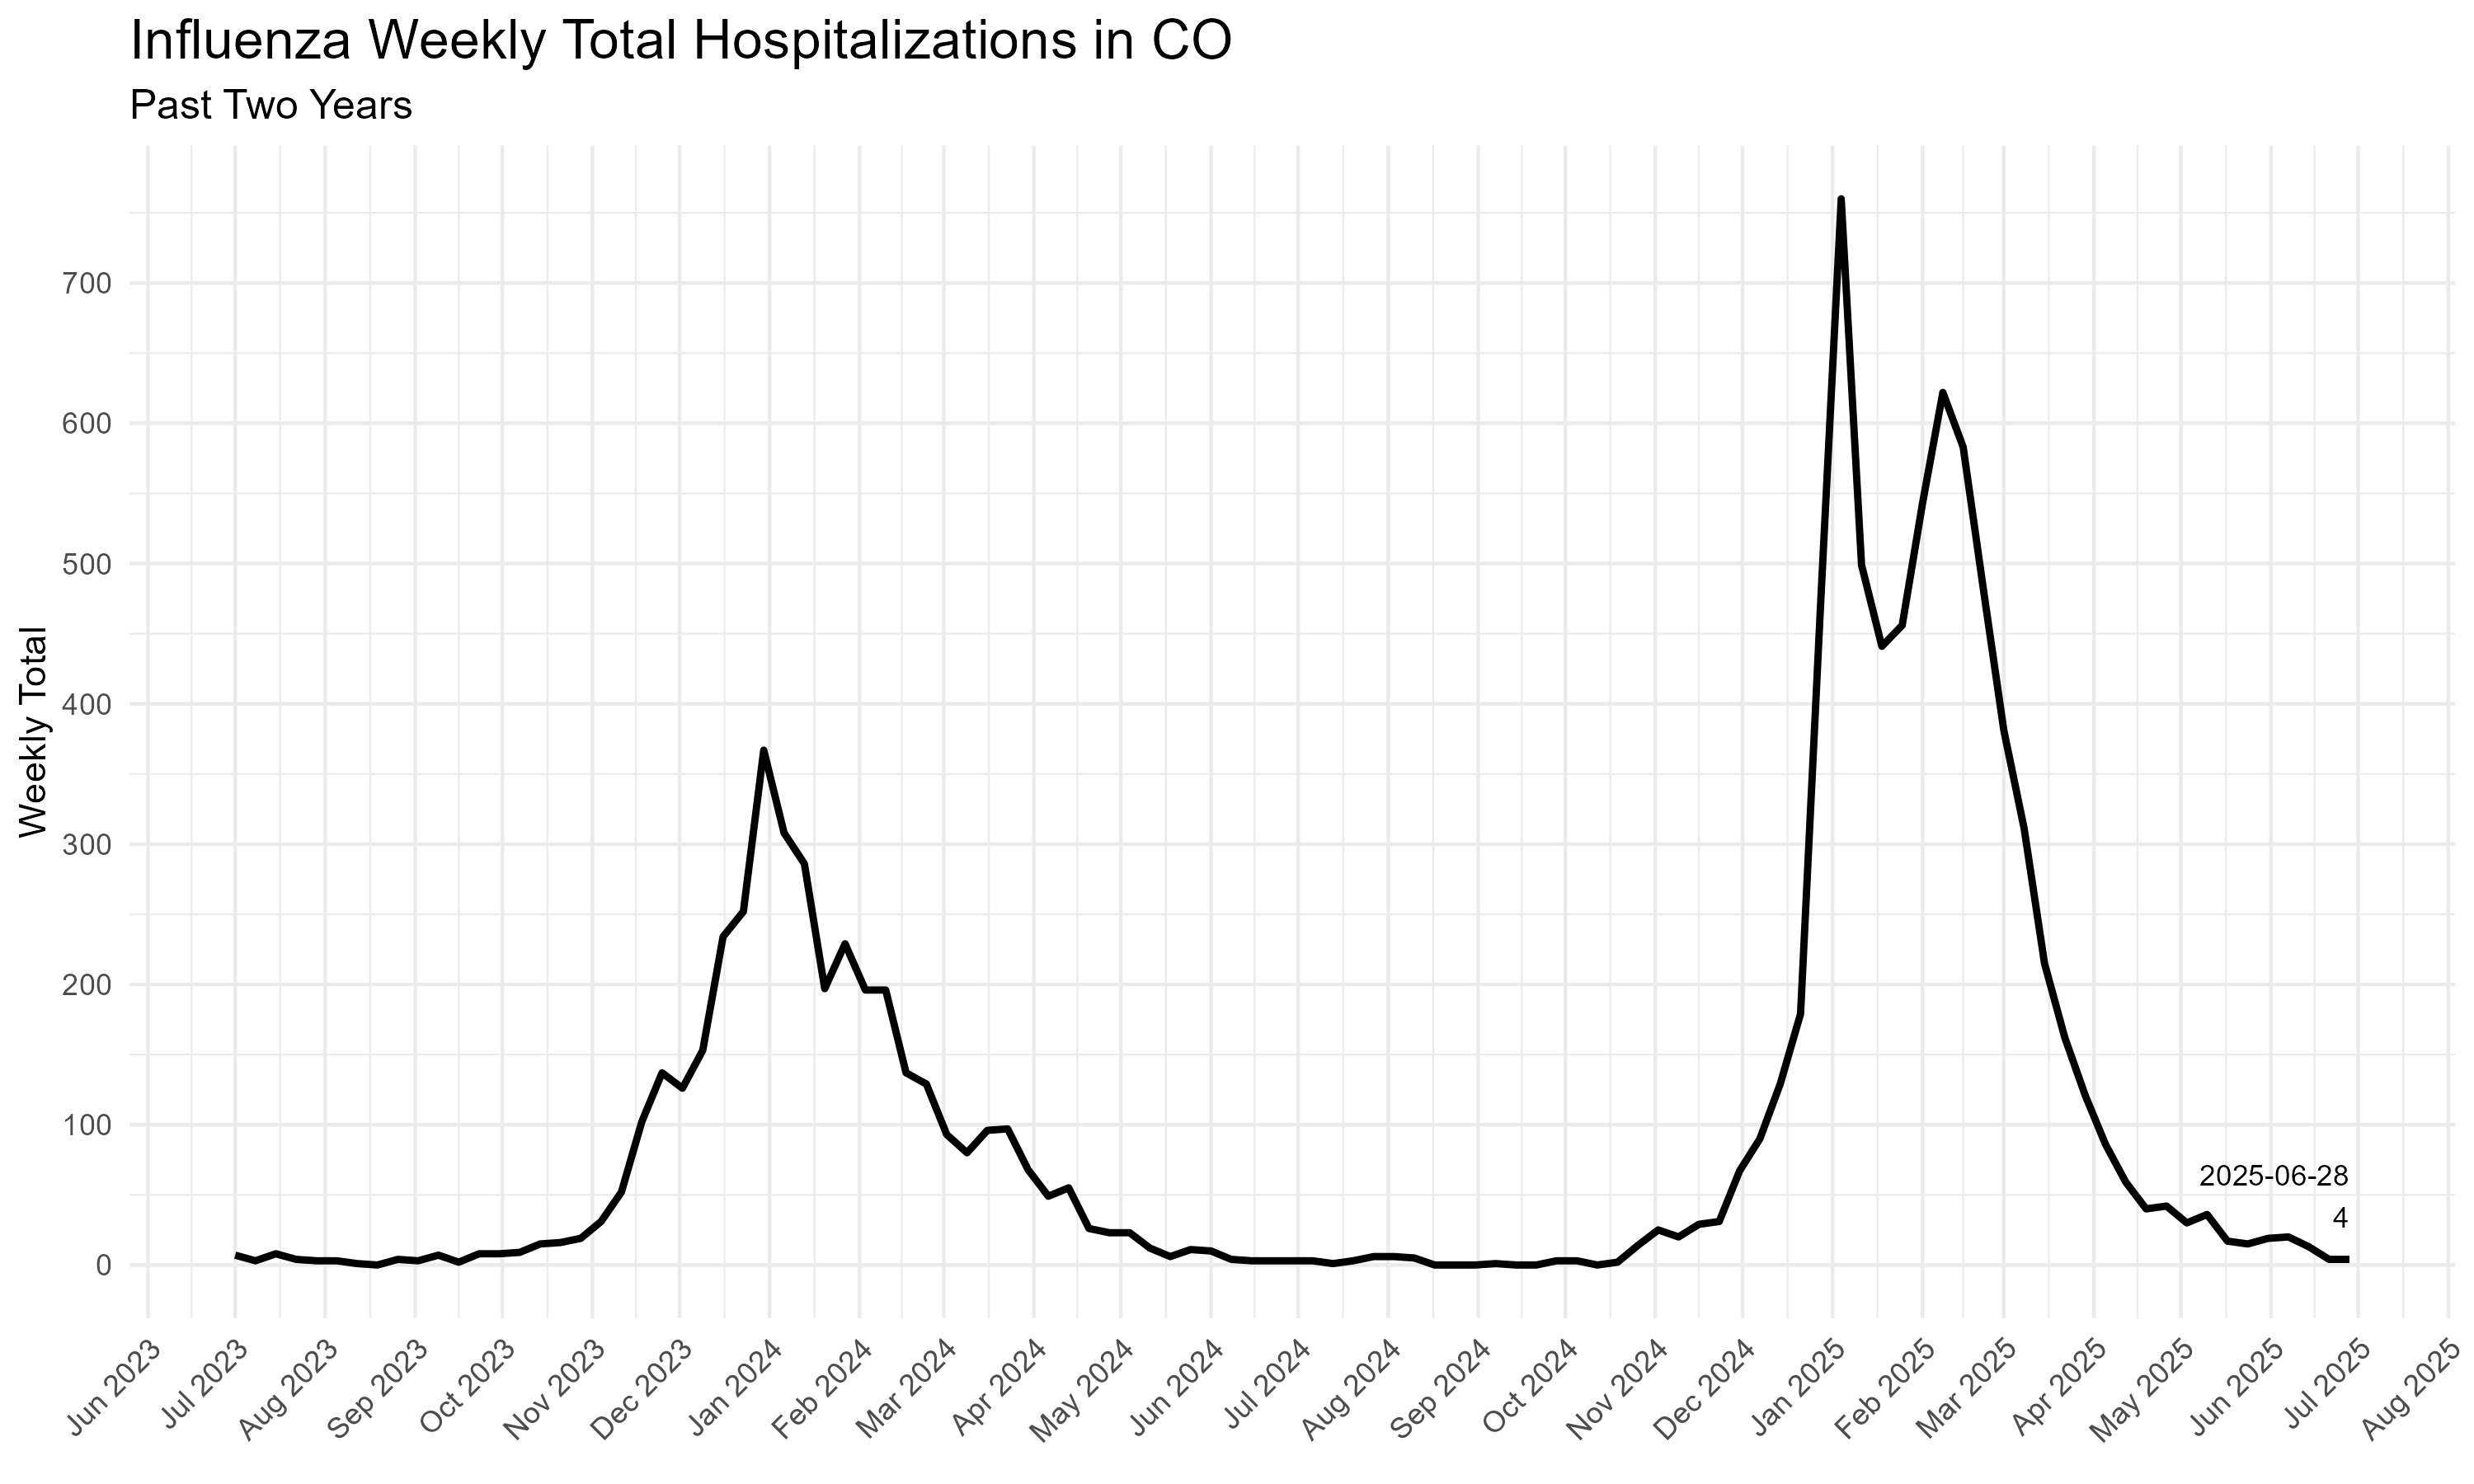 Influenza Weekly Total Hospitalizations in CO
Past Two Years
Weekly Total
700
600
500
400
300
200
100
0
2025-06-28
4
Jun 2023
Jul 2023
Aug 2023
Sep 2023
Oct 2023
Nov 2023
Dec 2023
Jan 2024
Feb 2024
Mar 2024
Apr 2024
May 2024
Jun 2024
Jul 2024
Aug 2024
Sep 2024
Oct 2024
Nov 2024
Dec 2024
Jan 2025
Feb 2025
Mar 2025
Apr 2025
May 2025
Jun 2025
Jul 2025
Aug 2025